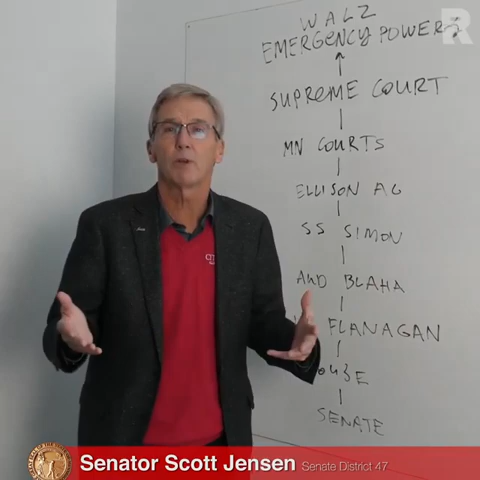 WALZ
EMERGENCY POWERS
SUPREME COURT
MN COURTS
ELLISON AG
SS SIMON
AUD BLAHA
FLANAGAN
SENATE
Senator Scott Jensen Senate District 47